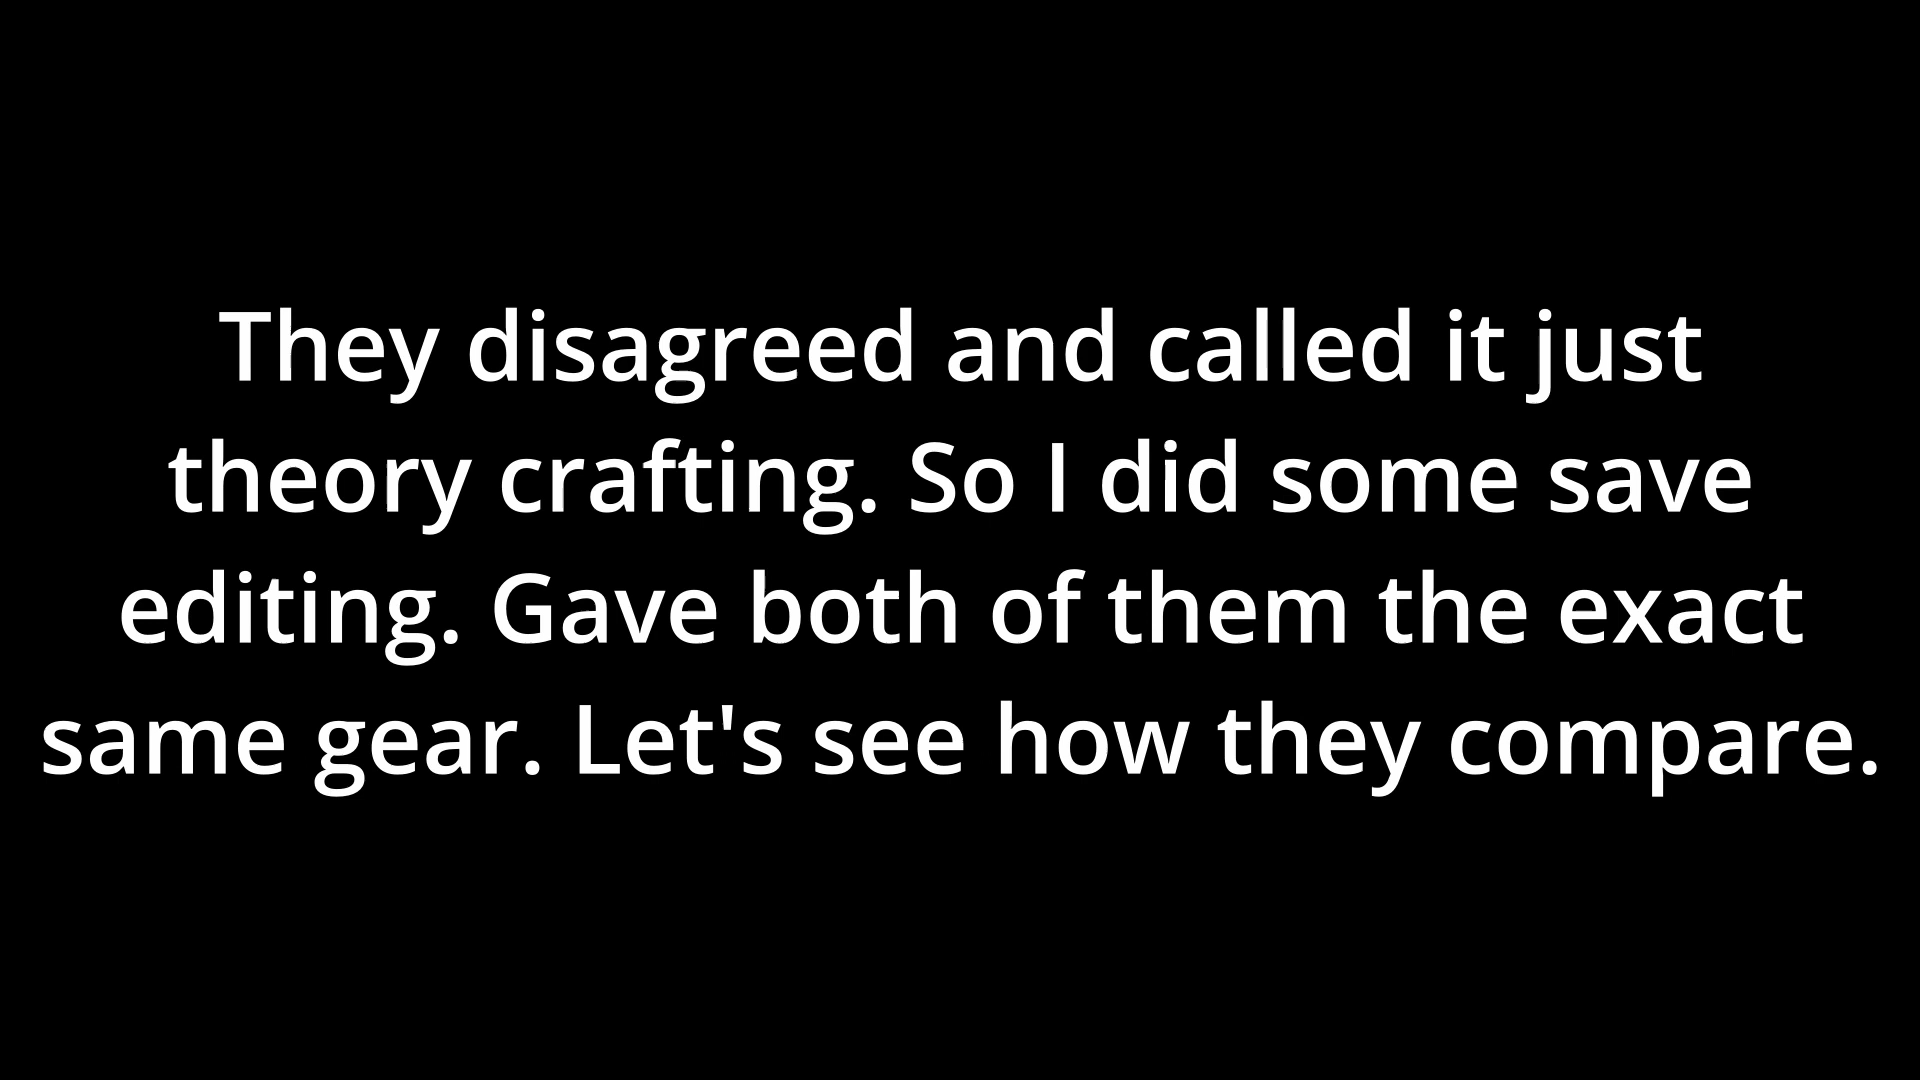 They disagreed and called it just
theory crafting. So I did some save
editing. Gave both of them the exact
same gear. Let's see how they compare.